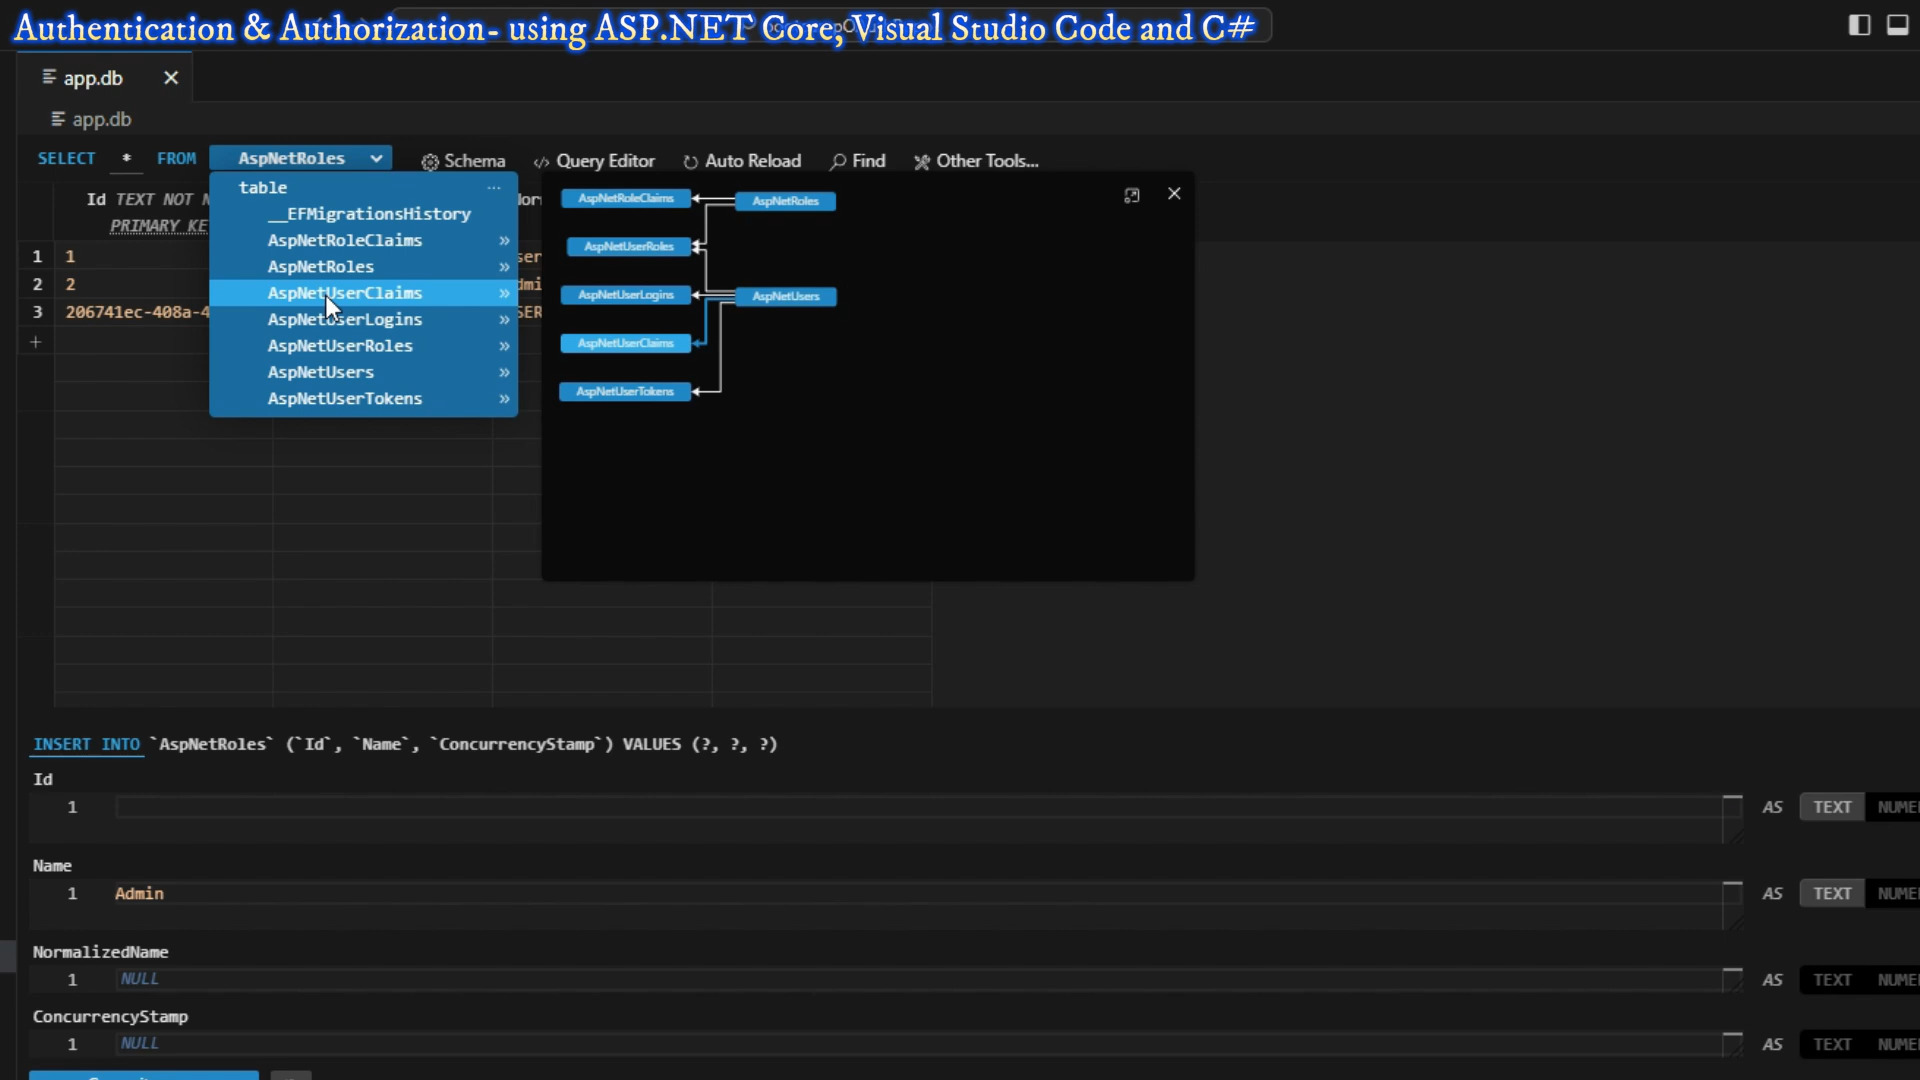 Authentication & Authorization- using ASP.NET Core, Visual Studio Code and C#
app.db
app.db
SELECT * FROM AspNetRoles
Schema
Query Editor
Auto Reload
Find
Other Tools...
Id TEXT NOT N
PRIMARY KE
1 1
2 2
3 206741ec-408a-4
+
table
...
__EFMigrationsHistory
AspNetRoleClaims »
AspNetRoles »
AspNetUserClaims »
AspNetUserLogins »
AspNetUserRoles »
AspNetUsers »
AspNetUserTokens »
AspNetRoleClaims
AspNetRoles
AspNetUserRoles
AspNetUserLogins
AspNetUsers
AspNetUserClaims
AspNetUserTokens
INSERT INTO `AspNetRoles` (`Id`, `Name`, `ConcurrencyStamp`) VALUES (?, ?, ?)
Id
1
AS TEXT NUME
Name
1 Admin
AS TEXT NUME
NormalizedName
1 NULL
AS TEXT NUME
ConcurrencyStamp
1 NULL
AS TEXT NUME